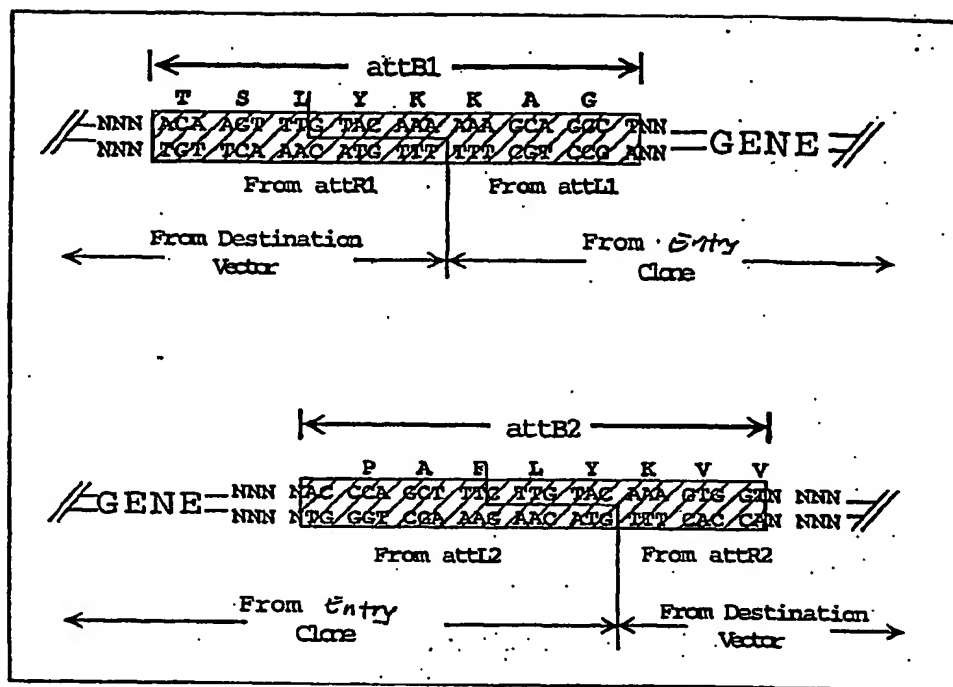 attB1
T S L Y K K A G
NNN ACA AGT TTG TAC AAA AAA GCA GGC TNN GENE
NNN TGT TCA AAC ATG TTT TTT CGT CCG ANN
From attR1 From attL1
From Destination Vector From Entry Clone
attB2
P A F L Y K V V
GENE NNN NAC CCA GCT TTC TTG TAC AAA GTG GTN NNN
NNN NTG GGT CGA AAG AAC ATG TTT CAC CAN NNN
From attL2 From attR2
From Entry Clone From Destination Vector